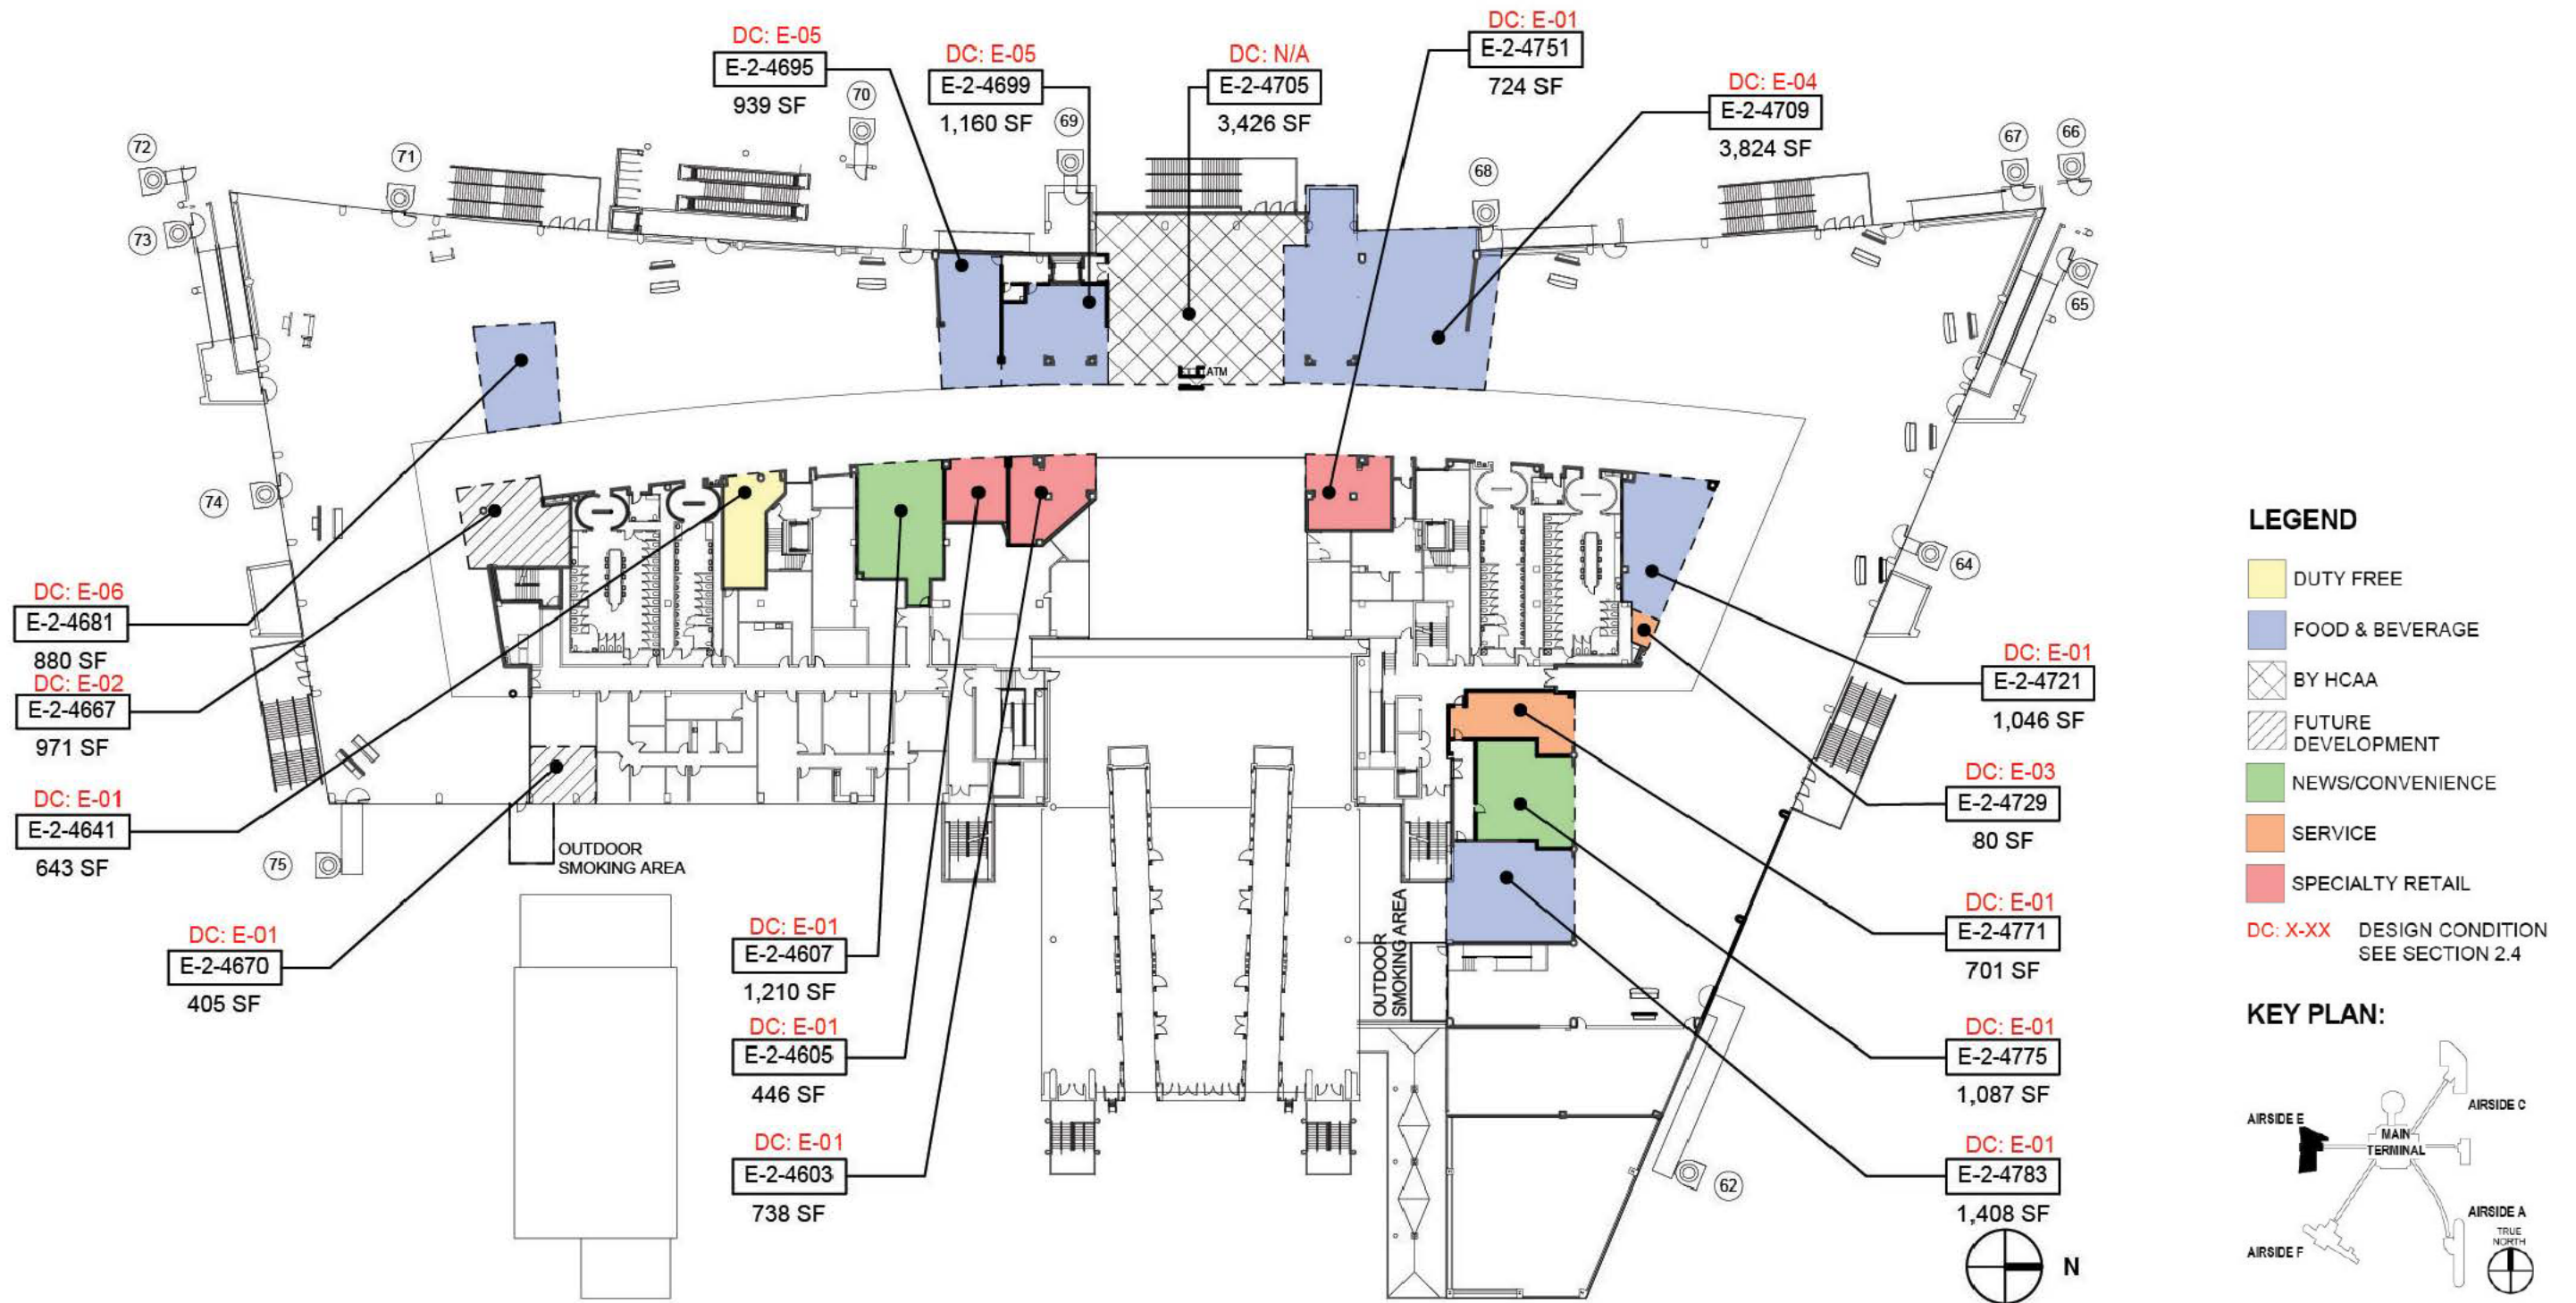 DC: E-05
E-2-4695
939 SF
DC: E-05
E-2-4699
1,160 SF
DC: N/A
E-2-4705
3,426 SF
DC: E-01
E-2-4751
724 SF
DC: E-04
E-2-4709
3,824 SF
72
73
71
70
69
68
67
66
65
74
64
75
62
ATM
DC: E-06
E-2-4681
880 SF
DC: E-02
E-2-4667
971 SF
DC: E-01
E-2-4641
643 SF
DC: E-01
E-2-4670
405 SF
OUTDOOR
SMOKING AREA
DC: E-01
E-2-4607
1,210 SF
DC: E-01
E-2-4605
446 SF
DC: E-01
E-2-4603
738 SF
OUTDOOR
SMOKING AREA
DC: E-01
E-2-4721
1,046 SF
DC: E-03
E-2-4729
80 SF
DC: E-01
E-2-4771
701 SF
DC: E-01
E-2-4775
1,087 SF
DC: E-01
E-2-4783
1,408 SF
N
LEGEND
DUTY FREE
FOOD & BEVERAGE
BY HCAA
FUTURE
DEVELOPMENT
NEWS/CONVENIENCE
SERVICE
SPECIALTY RETAIL
DC: X-XX DESIGN CONDITION
SEE SECTION 2.4
KEY PLAN:
AIRSIDE C
AIRSIDE E
MAIN
TERMINAL
AIRSIDE A
AIRSIDE F
TRUE
NORTH